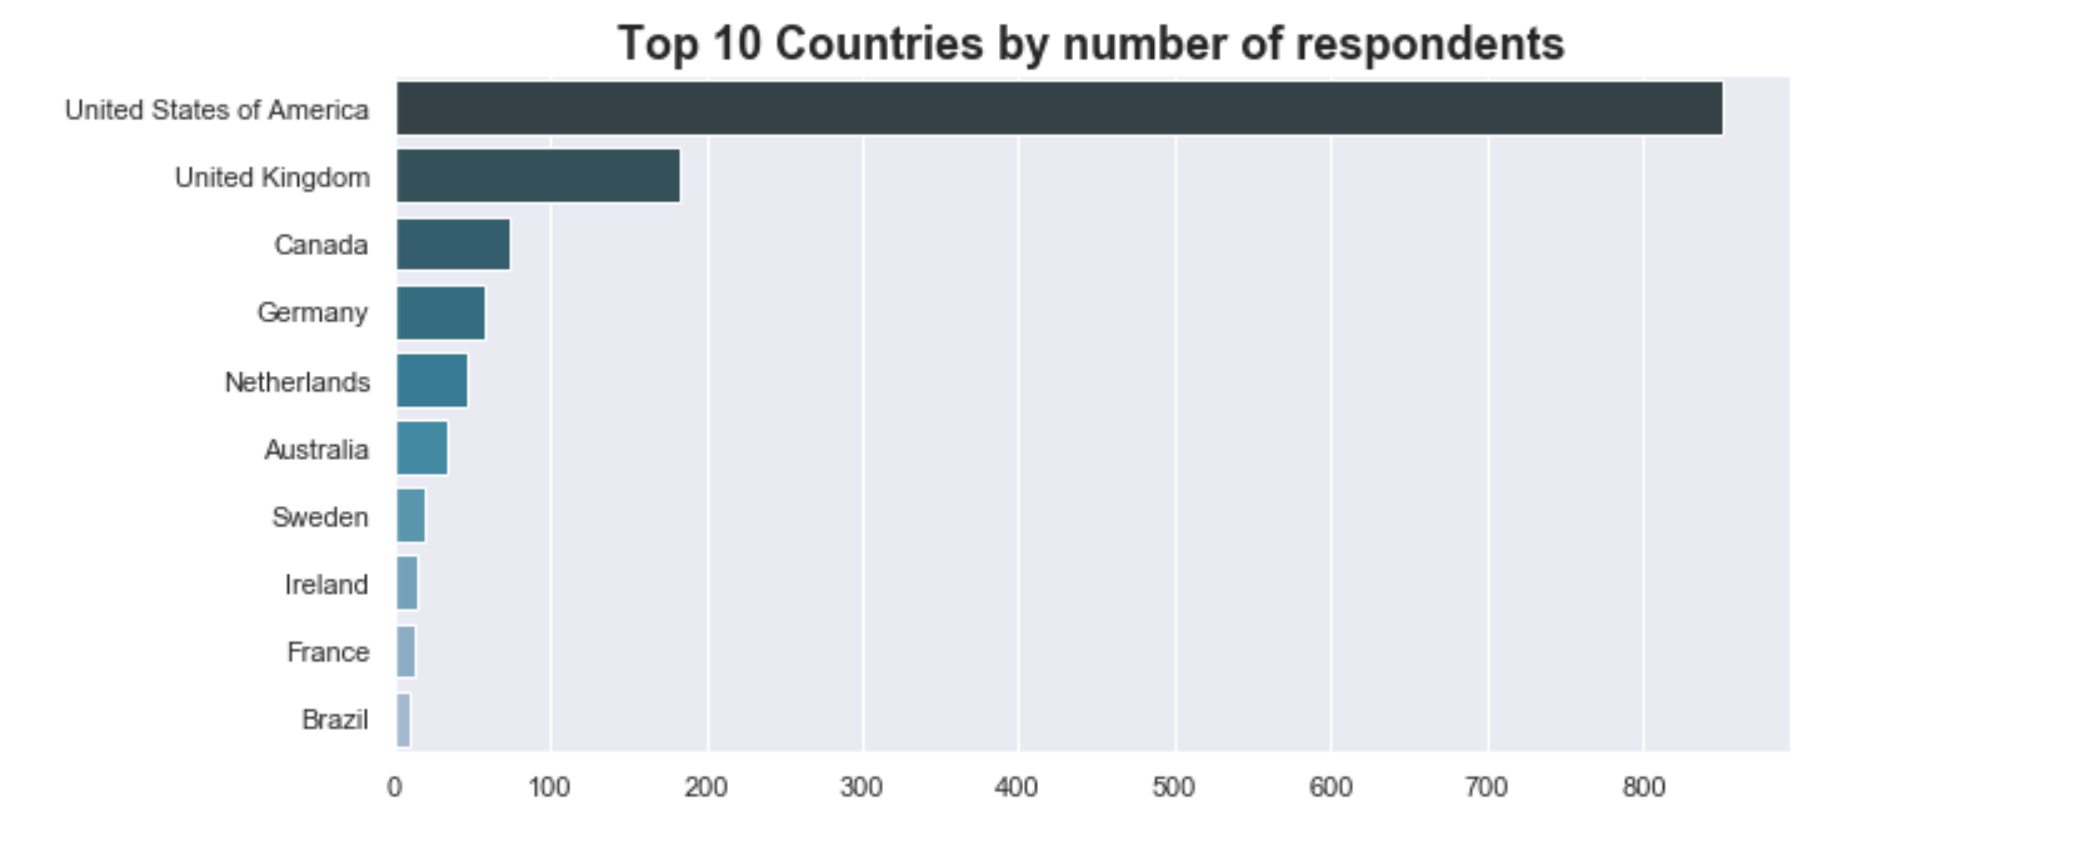 Top 10 Countries by number of respondents
United States of America
United Kingdom
Canada
Germany
Netherlands
Australia
Sweden
Ireland
France
Brazil
0 100 200 300 400 500 600 700 800